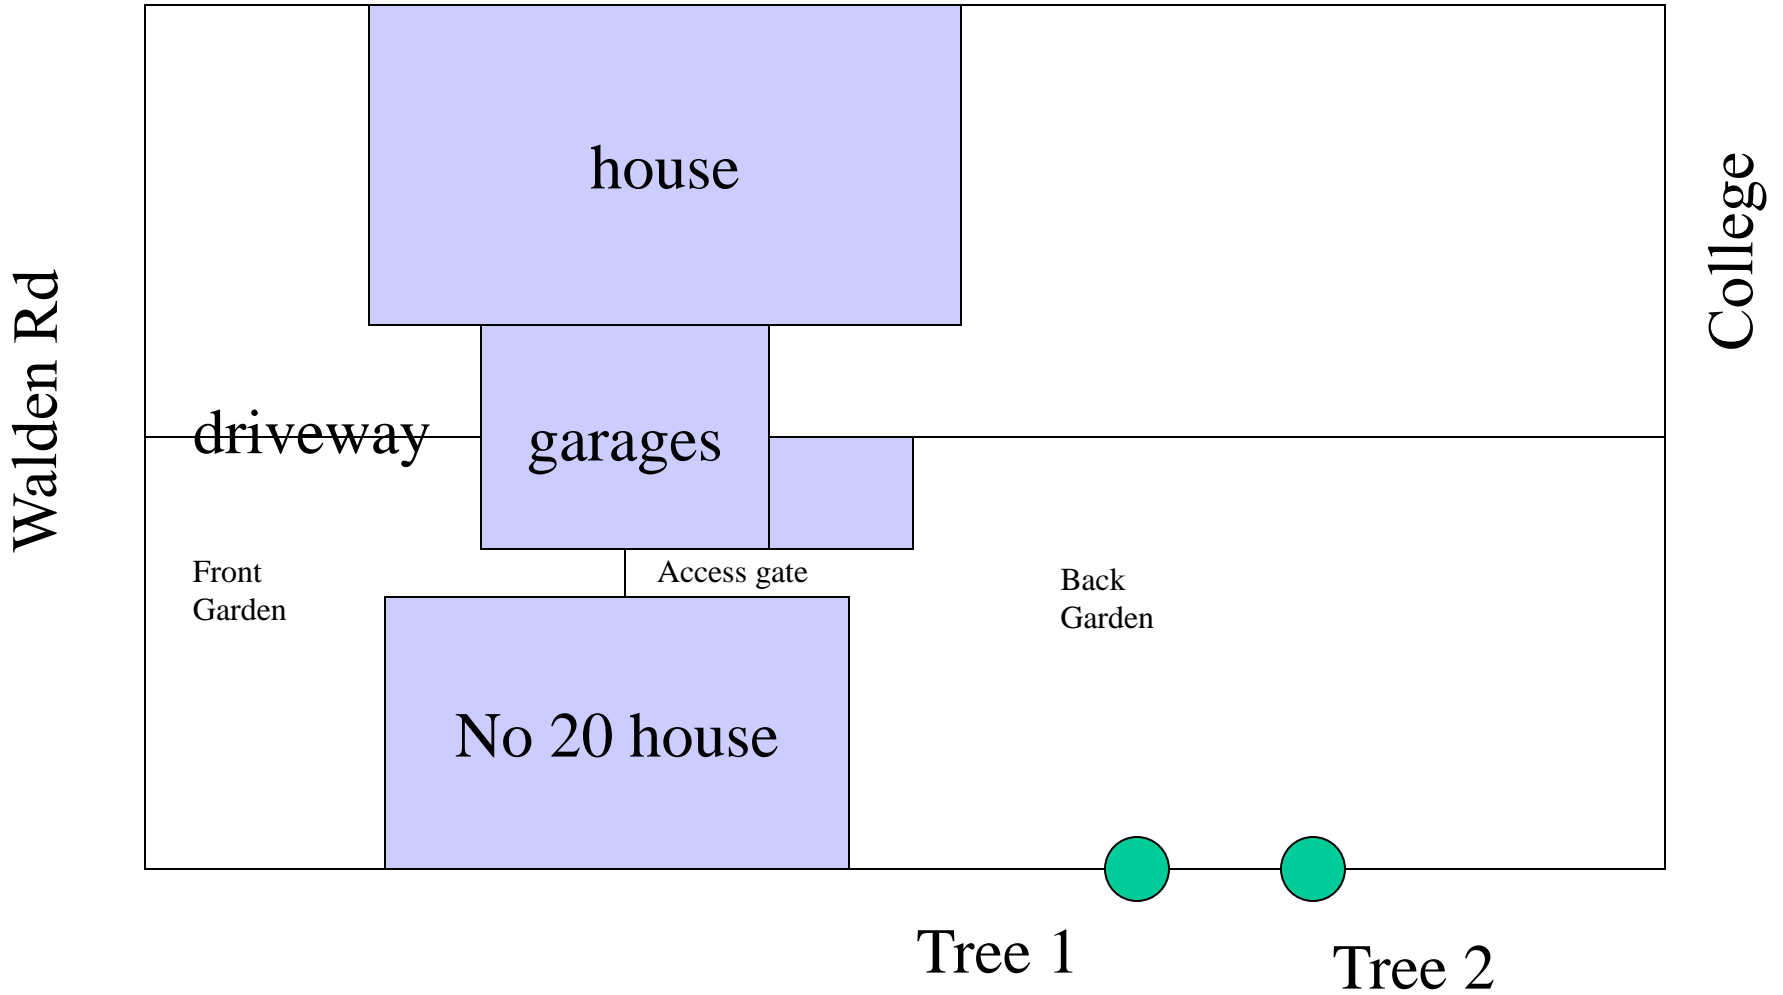 house
College
Walden Rd
driveway
garages
Front
Garden
Access gate
Back
Garden
No 20 house
Tree 1
Tree 2